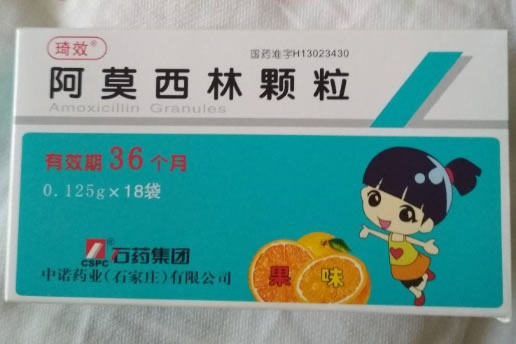 琦效®
国药准字H13023430
阿莫西林颗粒
Amoxicillin Granules
有效期36个月
0.125g×18袋
CSPC® 石药集团
中诺药业(石家庄)有限公司
果味